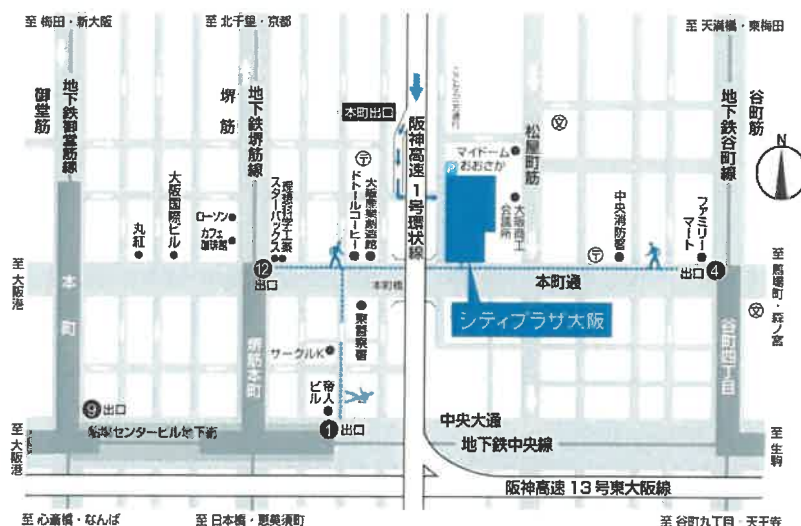 至 梅田・新大阪
至 北千里・京都
至 天満橋・東梅田
御堂筋
地下鉄御堂筋線
堺筋
地下鉄堺筋線
本町出口
阪神高速1号環状線
松屋町筋
地下鉄谷町線
谷町筋
N
〒
文
マイドーム
おおさか
P
大阪商工
会議所
丸紅
大阪国際ビル
ローソン
カフェ
珈琲館
スターバックス
ドトールコーヒー
大阪産業創造館
中央消防署
〒
ファミリー
マート
至 大阪港
12
出口
本町橋
本町通
出口
4
至 馬場町・森ノ宮
本町
堺筋本町
東警察署
シティプラザ大阪
谷町四丁目
文
サークルK
帝人
ビル
9
出口
船場センタービル地下街
1
出口
中央大通
地下鉄中央線
至 大阪港
至 生駒
阪神高速13号東大阪線
至 心斎橋・なんば
至 日本橋・恵美須町
至 谷町九丁目・天王寺